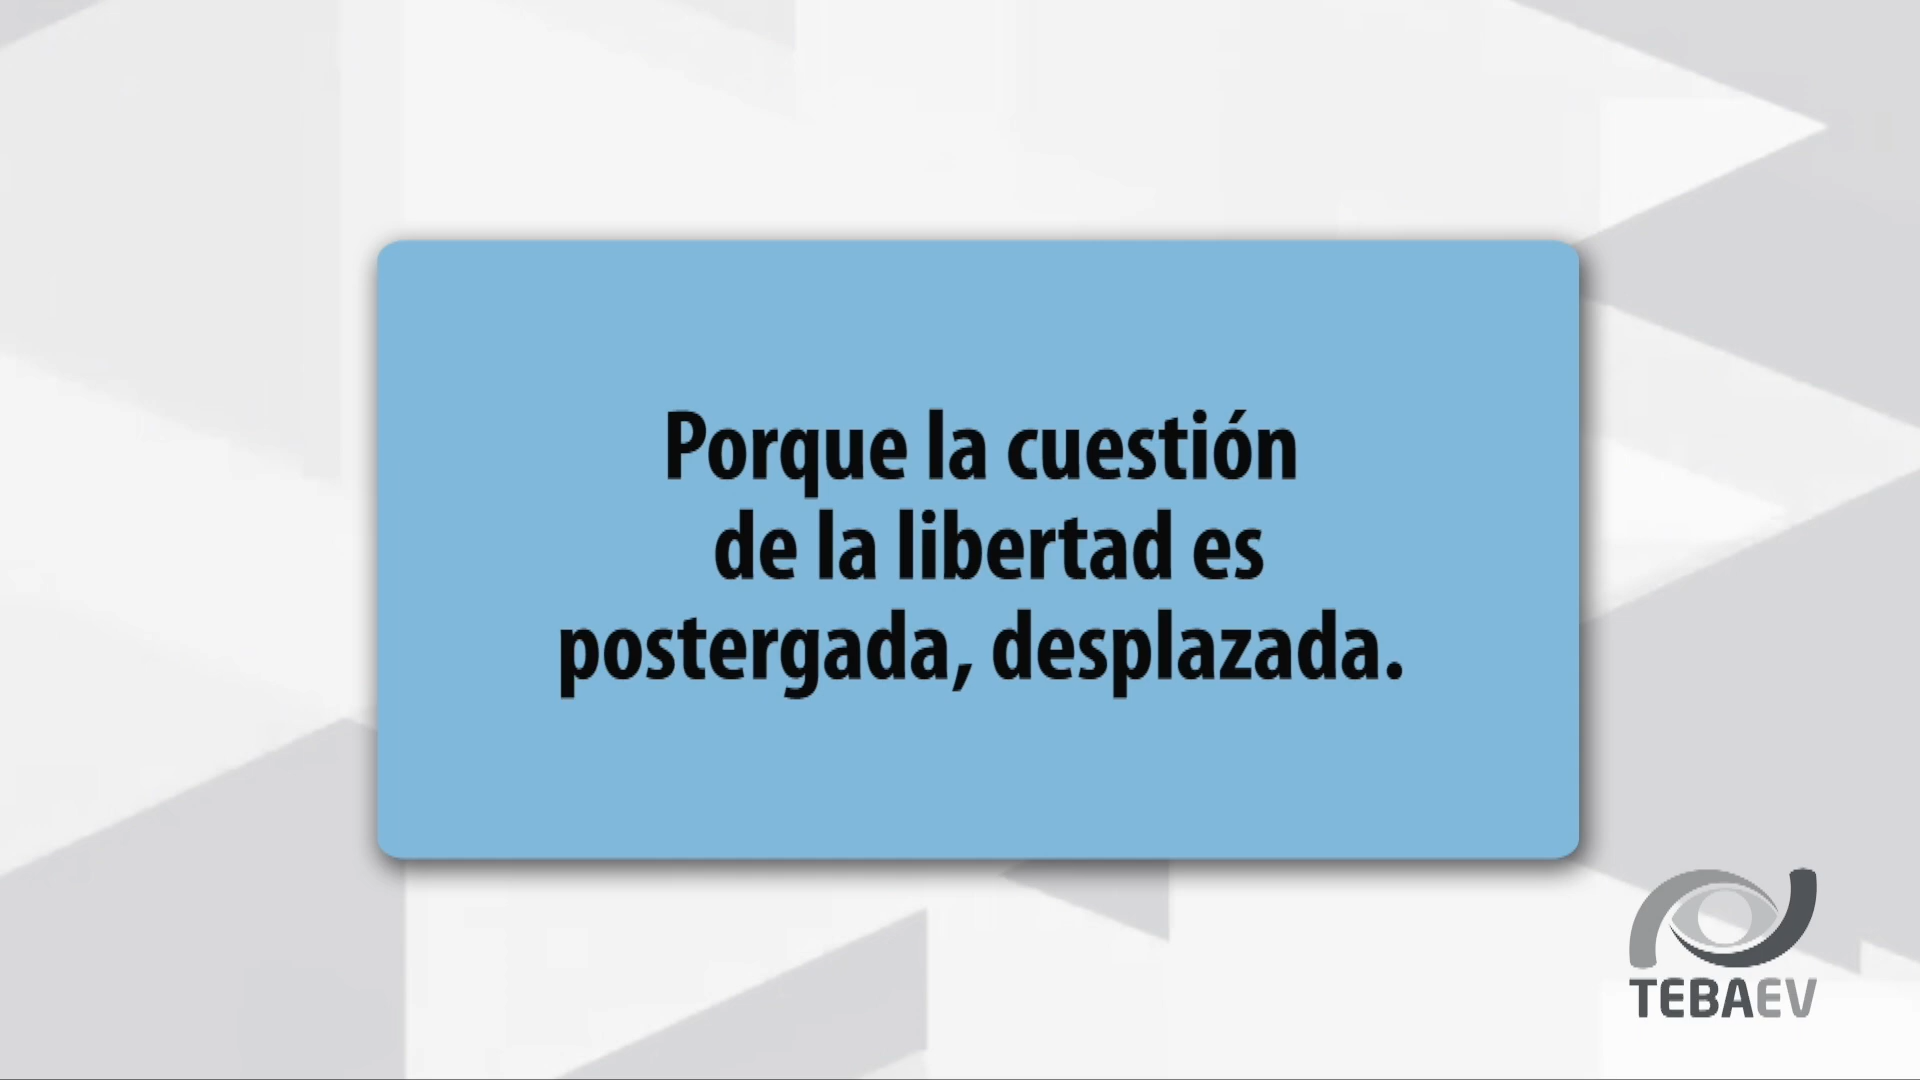 Porque la cuestión
de la libertad es
postergada, desplazada.
TEBAEV